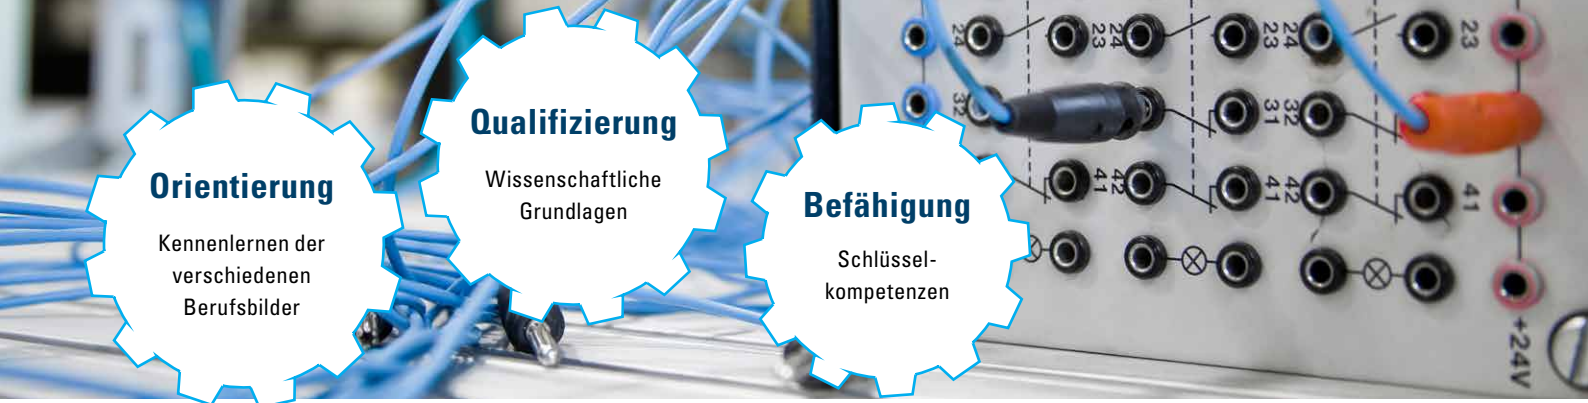 Orientierung
Kennenlernen der
verschiedenen
Berufsbilder
Qualifizierung
Wissenschaftliche
Grundlagen
Befähigung
Schlüssel-
kompetenzen
24 23 24 23 24 23
32 31 32
41 42 41 42 41
+24V